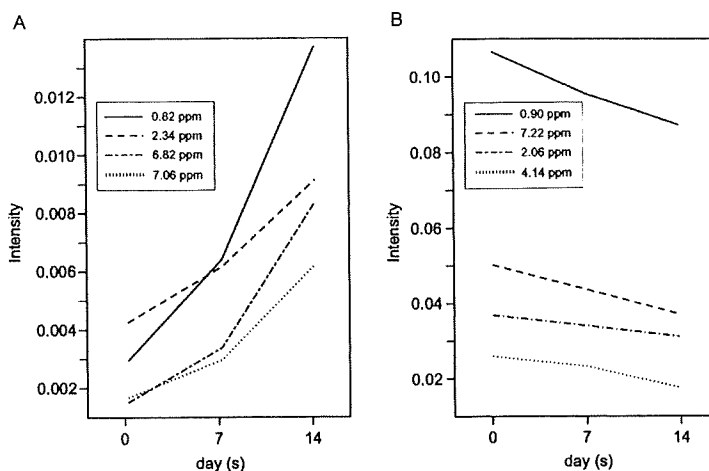 A
Intensity
0.012
0.010
0.008
0.006
0.004
0.002
0.82 ppm
2.34 ppm
6.82 ppm
7.06 ppm
0 7 14
day (s)
B
Intensity
0.10
0.08
0.06
0.04
0.02
0.90 ppm
7.22 ppm
2.06 ppm
4.14 ppm
0 7 14
day (s)